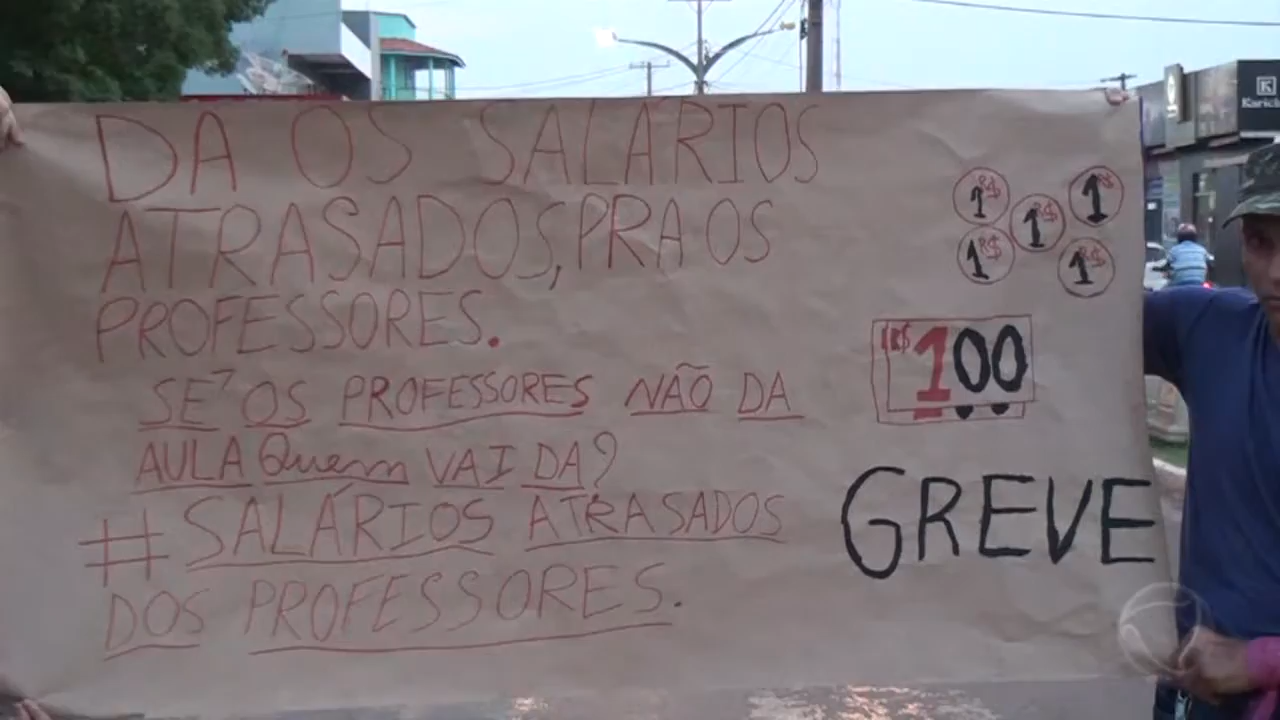 DA OS SALÁRIOS
ATRASADOS, PRA OS
PROFESSORES.
SE OS PROFESSORES NÃO DA
AULA Quem VAI DA?
#SALÁRIOS ATRASADOS
DOS PROFESSORES.
1 R$
1 R$
1 R$
1 R$
1 R$
R$ 100
GREVE
K